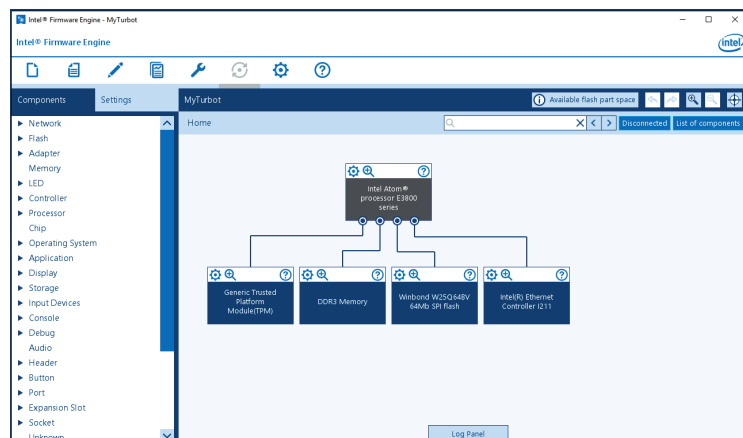 Intel® Firmware Engine - MyTurbot
Intel® Firmware Engine
intel
Components Settings MyTurbot Available flash part space
Home Disconnected List of components
Network
Flash
Adapter
Memory
LED
Controller
Processor
Chip
Operating System
Application
Display
Storage
Input Devices
Console
Debug
Audio
Header
Button
Port
Expansion Slot
Socket
Unknown
Intel Atom®
processor E3800
series
Generic Trusted
Platform
Module(TPM)
DDR3 Memory
Winbond W25Q64BV
64Mb SPI flash
Intel(R) Ethernet
Controller I211
Log Panel